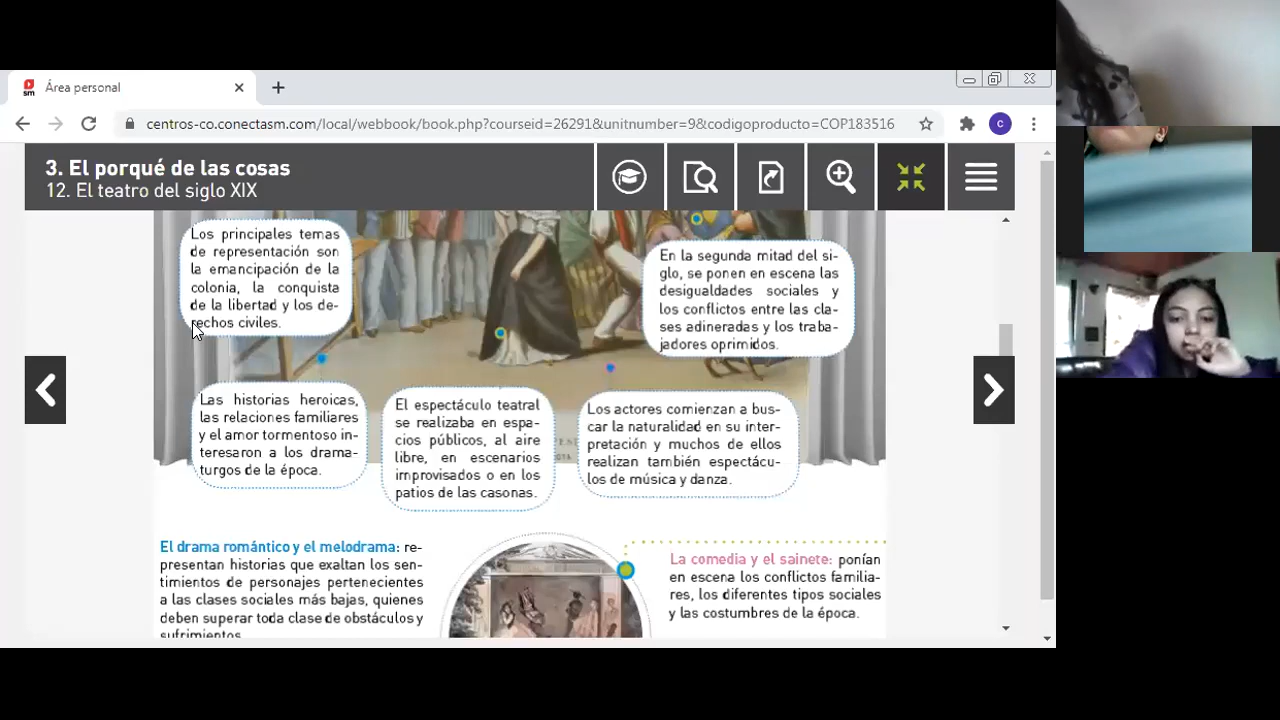 Área personal
centros-co.conectasm.com/local/webbook/book.php?courseid=26291&unitnumber=9&codigoproducto=COP183516
3. El porqué de las cosas
12. El teatro del siglo XIX
Los principales temas
de representación son
la emancipación de la
colonia, la conquista
de la libertad y los de-
rechos civiles.
En la segunda mitad del si-
glo, se ponen en escena las
desigualdades sociales y
los conflictos entre las cla-
ses adineradas y los traba-
jadores oprimidos.
Las historias heroicas,
las relaciones familiares
y el amor tormentoso in-
teresaron a los drama-
turgos de la época.
El espectáculo teatral
se realizaba en espa-
cios públicos, al aire
libre, en escenarios
improvisados o en los
patios de las casonas.
Los actores comienzan a bus-
car la naturalidad en su inter-
pretación y muchos de ellos
realizan también espectácu-
los de música y danza.
El drama romántico y el melodrama: re-
presentan historias que exaltan los sen-
timientos de personajes pertenecientes
a las clases sociales más bajas, quienes
deben superar toda clase de obstáculos y
sufrimientos
La comedia y el sainete: ponían
en escena los conflictos familia-
res, los diferentes tipos sociales
y las costumbres de la época.